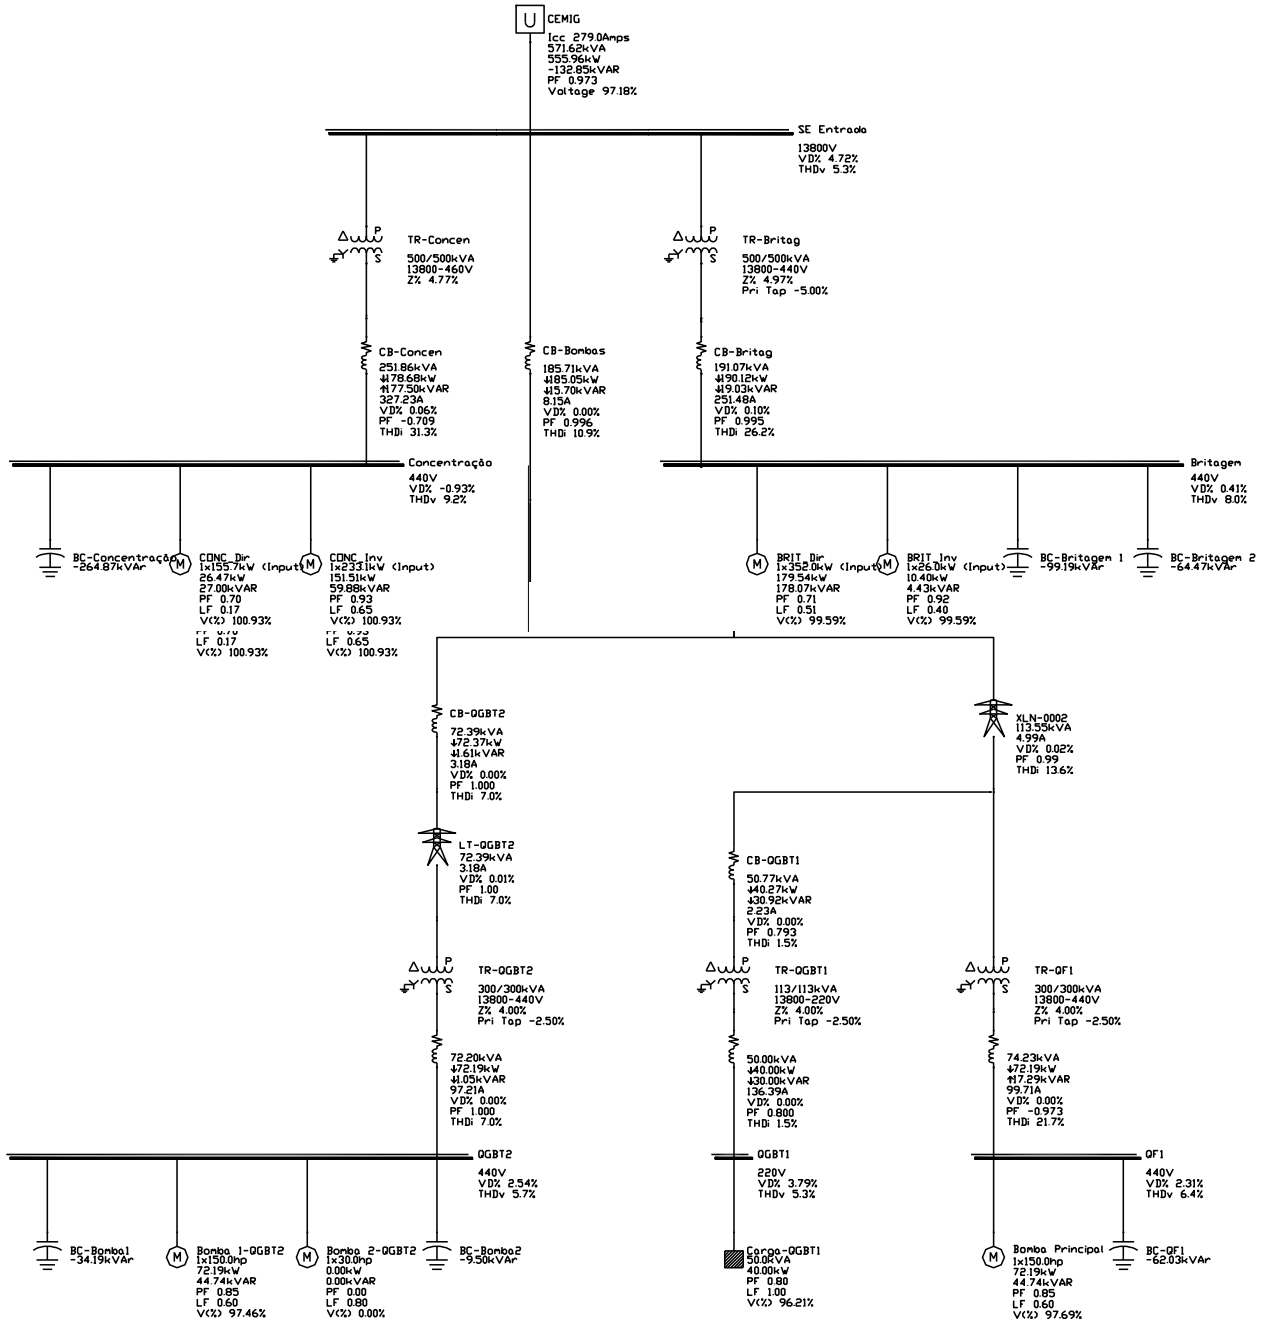 U
CEMIG
Icc 279.0Amps
571.62kVA
555.96kW
-132.85kVAR
PF 0.973
Voltage 97.18%
SE Entrada
13800V
VD% 4.72%
THDv 5.3%
P
S
TR-Concen
500/500kVA
13800-460V
Z% 4.77%
P
S
TR-Britag
500/500kVA
13800-440V
Z% 4.97%
Pri Tap -5.00%
CB-Concen
251.86kVA
↓178.68kW
↑177.50kVAR
327.23A
VD% 0.06%
PF -0.709
THDi 31.3%
CB-Bombas
185.71kVA
↓185.05kW
↓15.70kVAR
8.15A
VD% 0.00%
PF 0.996
THDi 10.9%
CB-Britag
191.07kVA
↓190.12kW
↓19.03kVAR
251.48A
VD% 0.10%
PF 0.995
THDi 26.2%
Concentração
440V
VD% -0.93%
THDv 9.2%
Britagem
440V
VD% 0.41%
THDv 8.0%
BC-Concentração
-264.87kVAr
M
CONC_Dir
1x155.7kW (Input)
26.47kW
27.00kVAR
PF 0.70
LF 0.17
V(%) 100.93%
M
CONC_Inv
1x233.1kW (Input)
151.51kW
59.88kVAR
PF 0.93
LF 0.65
V(%) 100.93%
M
BRIT_Dir
1x352.0kW (Input)
179.54kW
178.07kVAR
PF 0.71
LF 0.51
V(%) 99.59%
M
BRIT_Inv
1x26.0kW (Input)
10.40kW
4.43kVAR
PF 0.92
LF 0.40
V(%) 99.59%
BC-Britagem 1
-99.19kVAr
BC-Britagem 2
-64.47kVAr
PF 0.70
LF 0.17
V(%) 100.93%
PF 0.93
LF 0.65
V(%) 100.93%
CB-QGBT2
72.39kVA
↓72.37kW
↓1.61kVAR
3.18A
VD% 0.00%
PF 1.000
THDi 7.0%
XLN-0002
113.55kVA
4.99A
VD% 0.02%
PF 0.99
THDi 13.6%
LT-QGBT2
72.39kVA
3.18A
VD% 0.01%
PF 1.00
THDi 7.0%
CB-QGBT1
50.77kVA
↓40.27kW
↓30.92kVAR
2.23A
VD% 0.00%
PF 0.793
THDi 1.5%
P
S
TR-QGBT2
300/300kVA
13800-440V
Z% 4.00%
Pri Tap -2.50%
P
S
TR-QGBT1
113/113kVA
13800-220V
Z% 4.00%
Pri Tap -2.50%
P
S
TR-QF1
300/300kVA
13800-440V
Z% 4.00%
Pri Tap -2.50%
72.20kVA
↓72.19kW
↓1.05kVAR
97.21A
VD% 0.00%
PF 1.000
THDi 7.0%
50.00kVA
↓40.00kW
↓30.00kVAR
136.39A
VD% 0.00%
PF 0.800
THDi 1.5%
74.23kVA
↓72.19kW
↑17.29kVAR
99.71A
VD% 0.00%
PF -0.973
THDi 21.7%
QGBT2
440V
VD% 2.54%
THDv 5.7%
QGBT1
220V
VD% 3.79%
THDv 5.3%
QF1
440V
VD% 2.31%
THDv 6.4%
BC-Bomba1
-34.19kVAr
M
Bomba 1-QGBT2
1x150.0hp
72.19kW
44.74kVAR
PF 0.85
LF 0.60
V(%) 97.46%
M
Bomba 2-QGBT2
1x30.0hp
0.00kW
0.00kVAR
PF 0.00
LF 0.80
V(%) 0.00%
BC-Bomba2
-9.50kVAr
Carga-QGBT1
50.0kVA
40.00kW
PF 0.80
LF 1.00
V(%) 96.21%
M
Bomba Principal
1x150.0hp
72.19kW
44.74kVAR
PF 0.85
LF 0.60
V(%) 97.69%
BC-QF1
-62.03kVAr